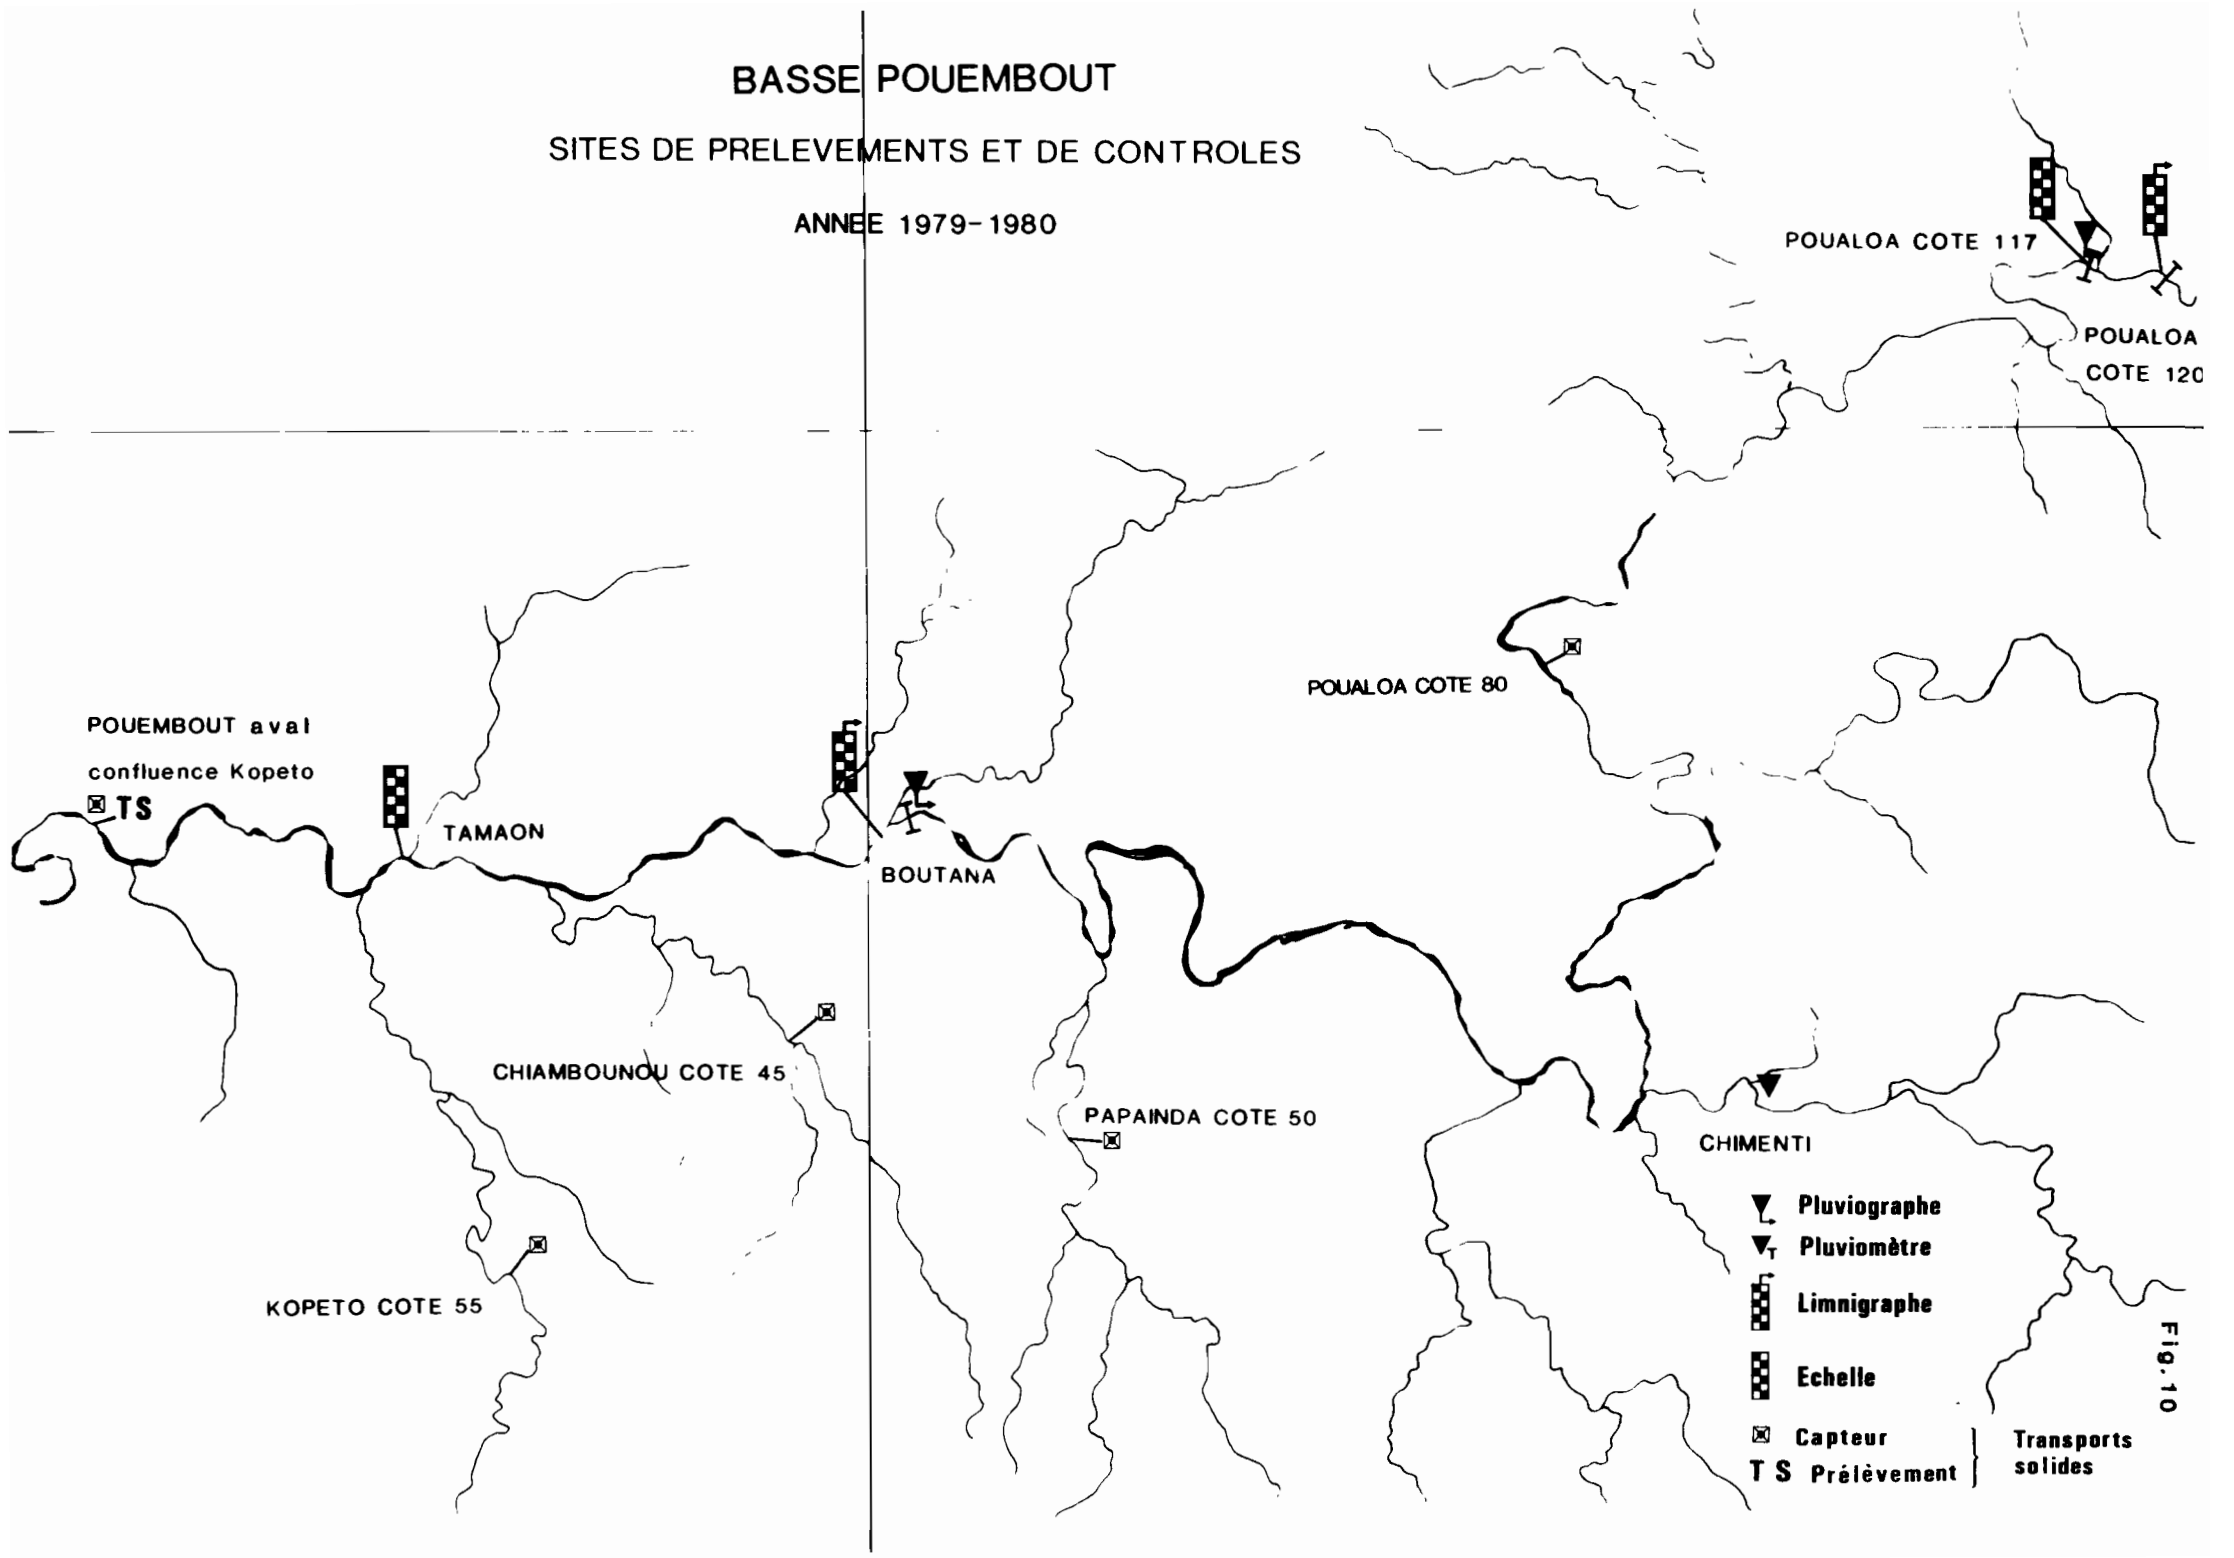 BASSE POUEMBOUT
SITES DE PRELEVEMENTS ET DE CONTROLES
ANNEE 1979-1980
POUALOA COTE 117
POUALOA
COTE 120
POUALOA COTE 80
POUEMBOUT aval
confluence Kopeto
TS
TAMAON
BOUTANA
CHIAMBOUNOU COTE 45
PAPAINDA COTE 50
CHIMENTI
KOPETO COTE 55
Pluviographe
T Pluviomètre
Limnigraphe
Echelle
Capteur
T S Prélèvement
Transports
solides
Fig.10